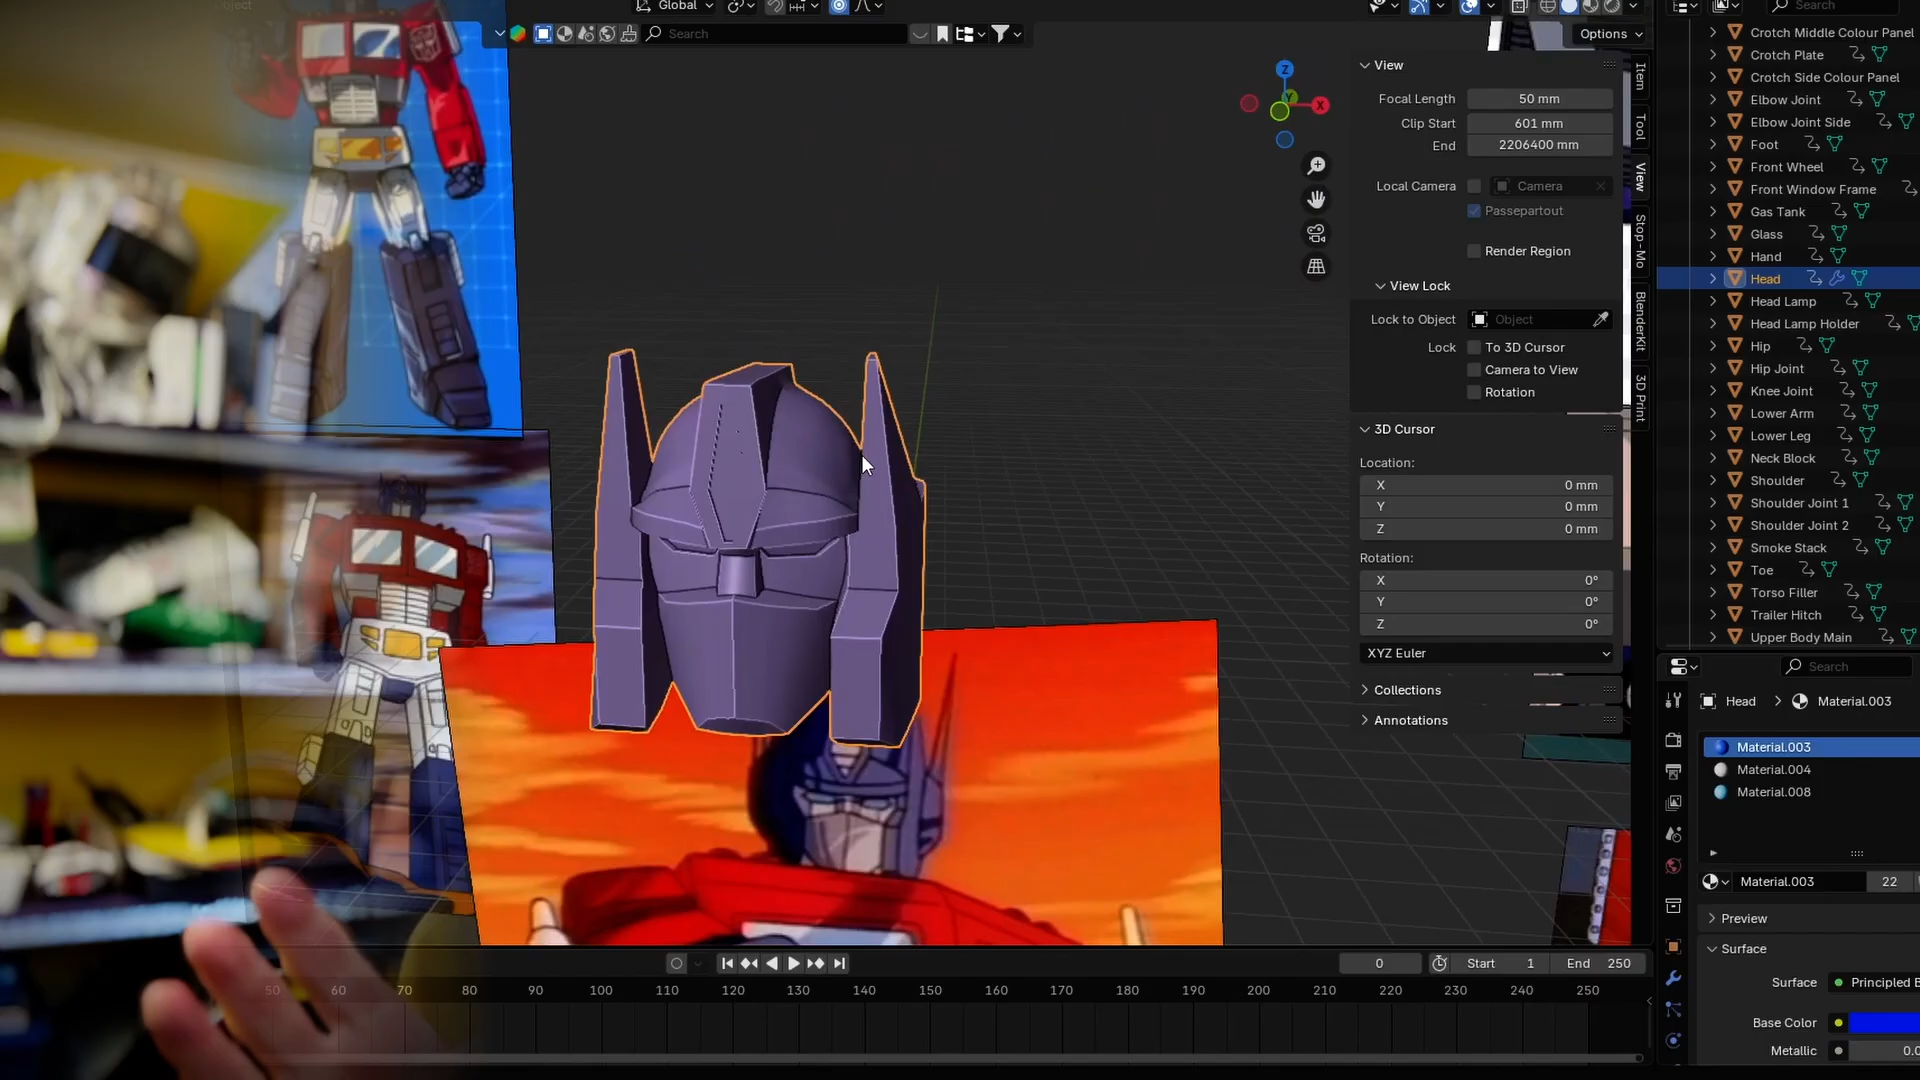 Object
Global
Search
Options
View
Focal Length 50 mm
Clip Start 601 mm
End 2206400 mm
Local Camera Camera
Passepartout
Render Region
View Lock
Lock to Object Object
Lock To 3D Cursor
Camera to View
Rotation
3D Cursor
Location:
X 0 mm
Y 0 mm
Z 0 mm
Rotation:
X 0°
Y 0°
Z 0°
XYZ Euler
Collections
Annotations
Item
Tool
View
Stop-Mo
BlenderKit
3D Print
Z
Y
X
Search
Crotch Middle Colour Panel
Crotch Plate
Crotch Side Colour Panel
Elbow Joint
Elbow Joint Side
Foot
Front Wheel
Front Window Frame
Gas Tank
Glass
Hand
Head
Head Lamp
Head Lamp Holder
Hip
Hip Joint
Knee Joint
Lower Arm
Lower Leg
Neck Block
Shoulder
Shoulder Joint 1
Shoulder Joint 2
Smoke Stack
Toe
Torso Filler
Trailer Hitch
Upper Body Main
Search
Head > Material.003
Material.003
Material.004
Material.008
Material.003 22
Preview
Surface
Surface Principled B
Base Color
Metallic 0.0
0 Start 1 End 250
50 60 70 80 90 100 110 120 130 140 150 160 170 180 190 200 210 220 230 240 250